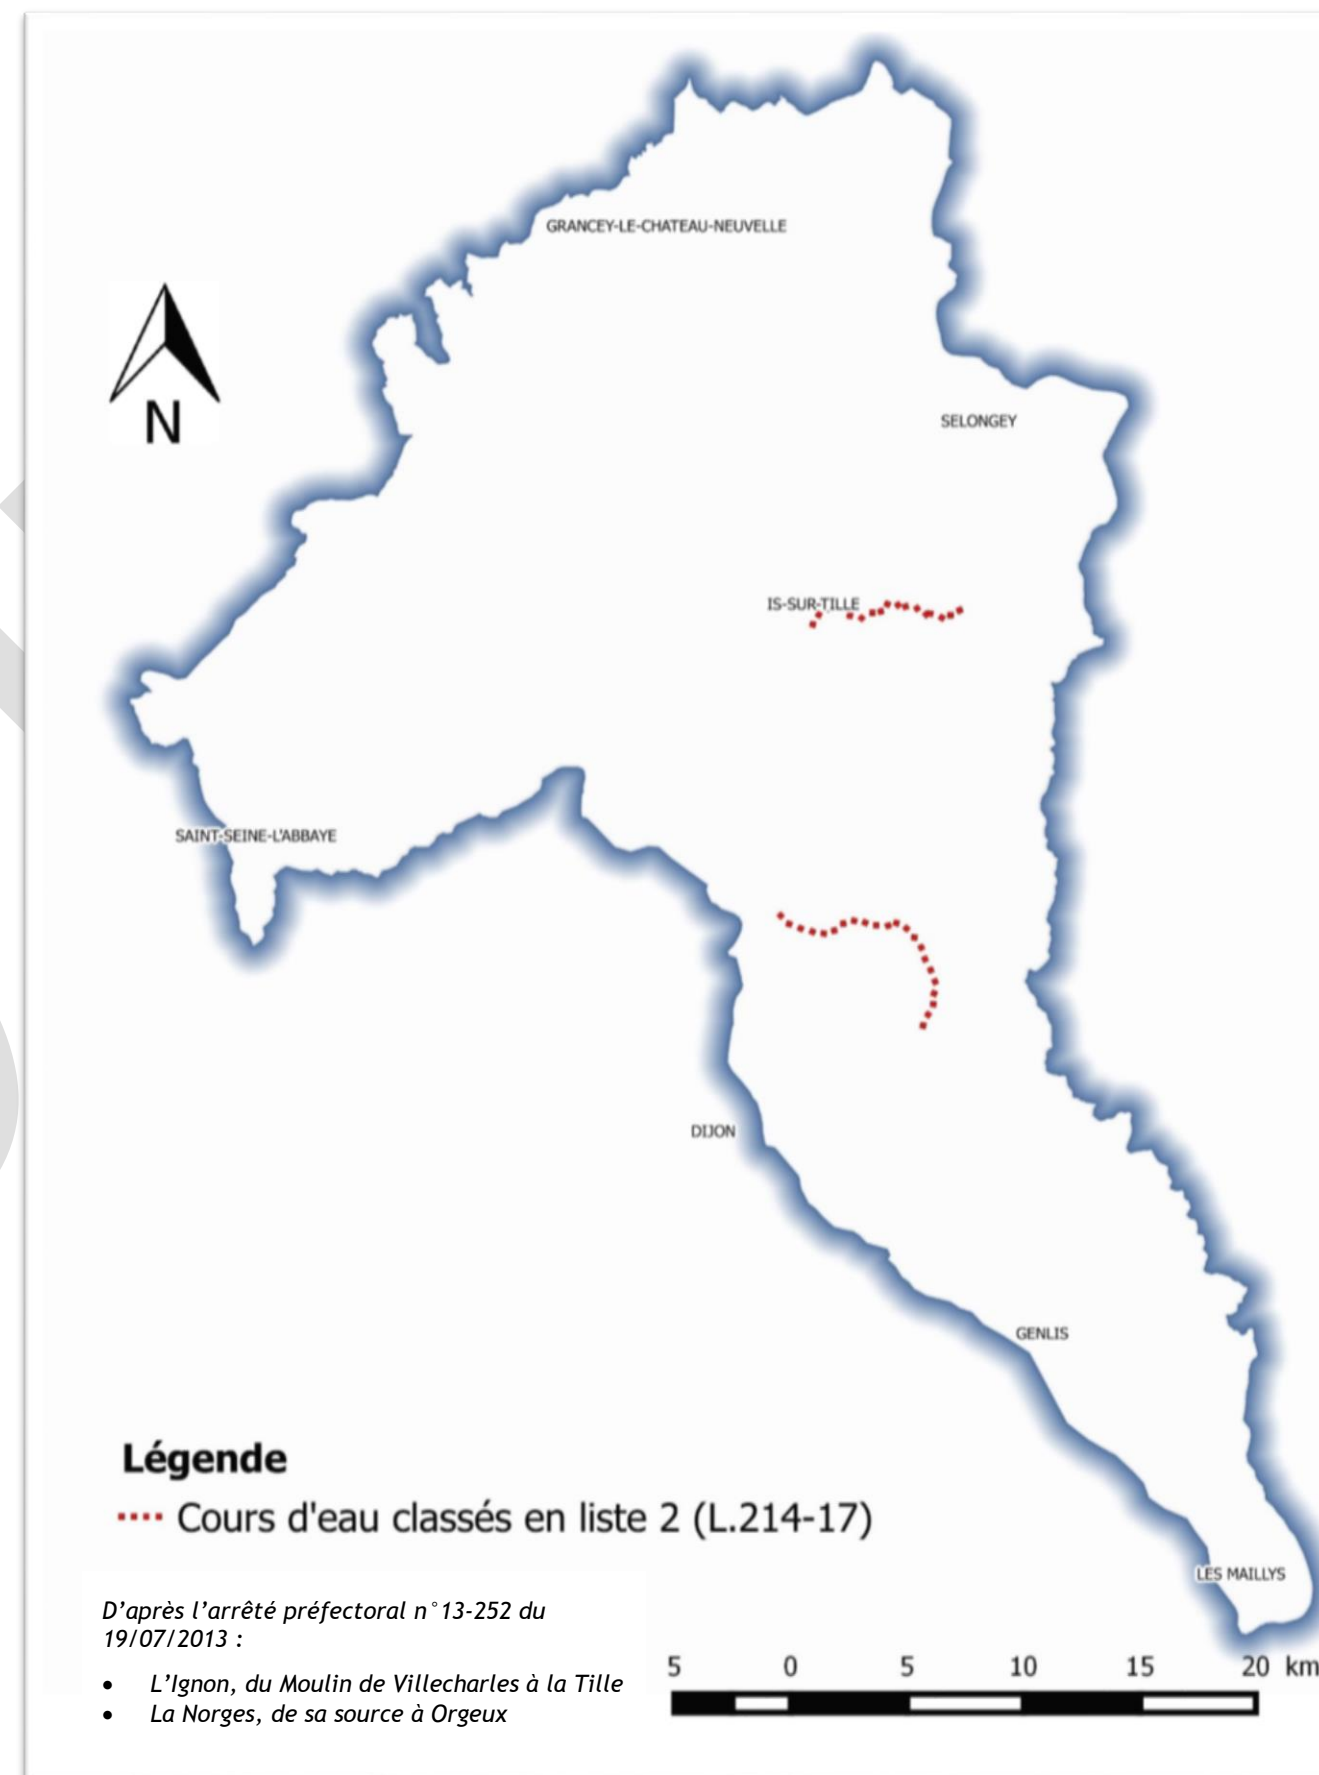 GRANCEY-LE-CHATEAU-NEUVELLE
N
SELONGEY
IS-SUR-TILLE
SAINT-SEINE-L'ABBAYE
DIJON
GENLIS
Légende
Cours d'eau classés en liste 2 (L.214-17)
LES MAILLYS
D’après l’arrêté préfectoral n°13-252 du
19/07/2013 :
• L’Ignon, du Moulin de Villecharles à la Tille
• La Norges, de sa source à Orgeux
5 0 5 10 15 20 km